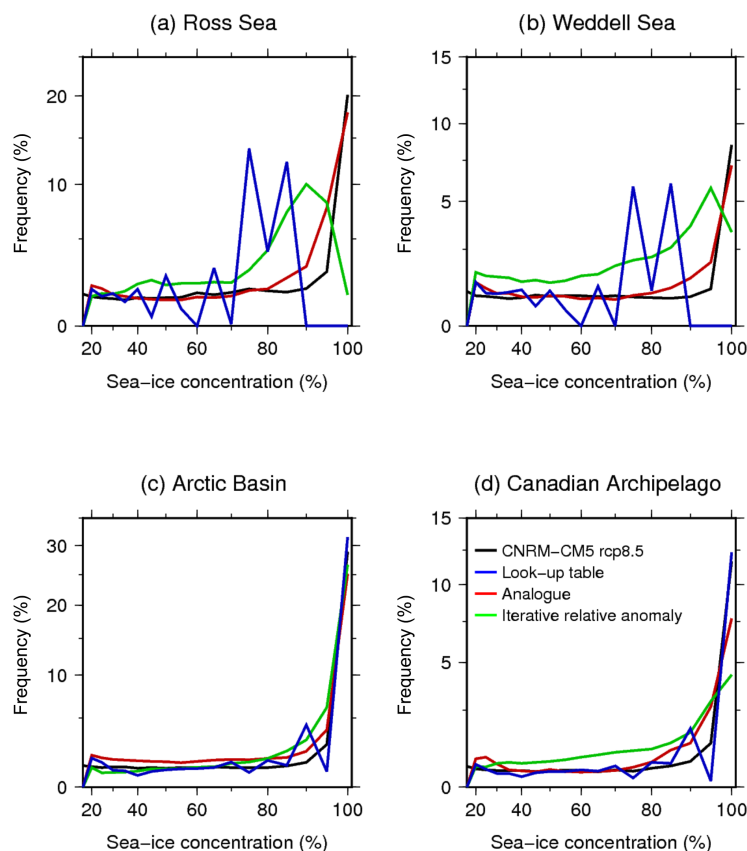 (a) Ross Sea
20
10
0
Frequency (%)
20 40 60 80 100
Sea−ice concentration (%)
(b) Weddell Sea
15
10
5
0
Frequency (%)
20 40 60 80 100
Sea−ice concentration (%)
(c) Arctic Basin
30
20
10
0
Frequency (%)
20 40 60 80 100
Sea−ice concentration (%)
(d) Canadian Archipelago
15
10
5
0
Frequency (%)
CNRM−CM5 rcp8.5
Look−up table
Analogue
Iterative relative anomaly
20 40 60 80 100
Sea−ice concentration (%)